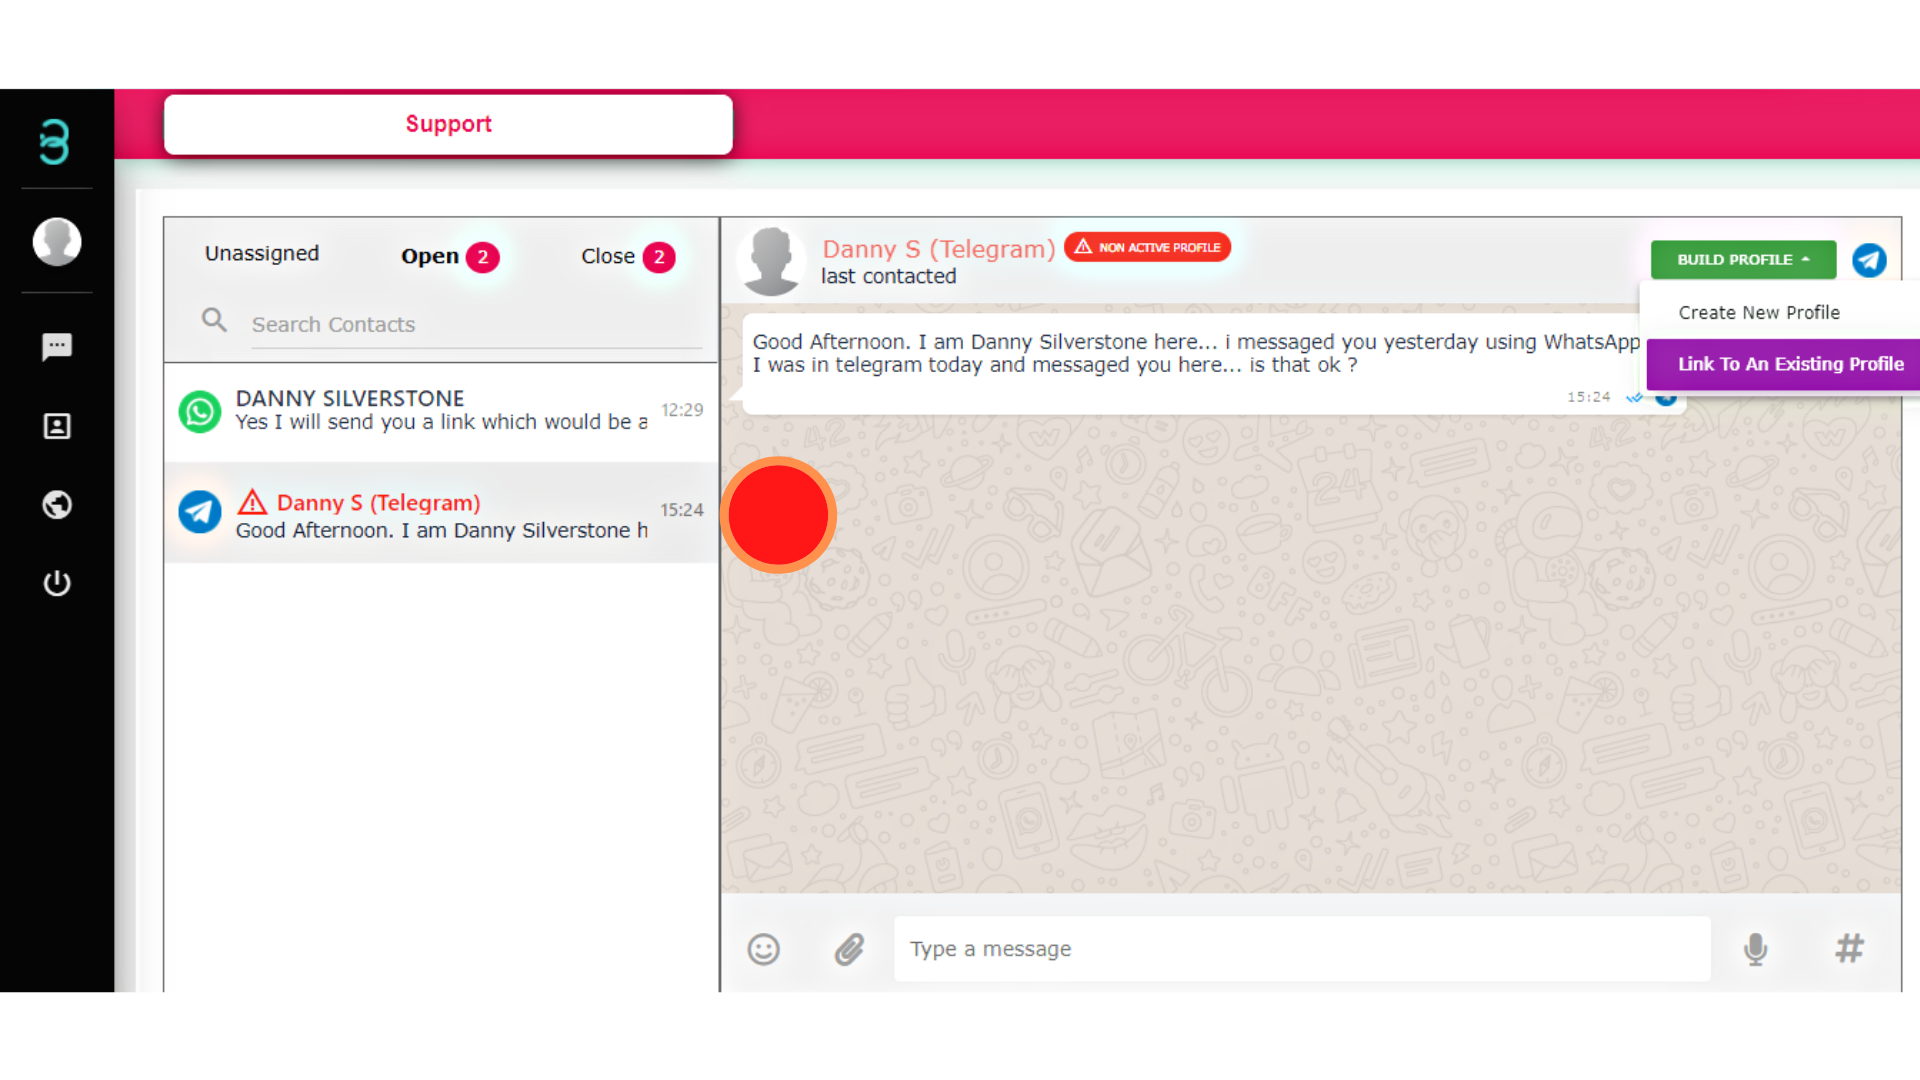 Support
Unassigned
Open 2
Close 2
Search Contacts
DANNY SILVERSTONE
Yes I will send you a link which would be a
12:29
Danny S (Telegram)
Good Afternoon. I am Danny Silverstone h
15:24
Danny S (Telegram)
NON ACTIVE PROFILE
last contacted
BUILD PROFILE
Create New Profile
Link To An Existing Profile
Good Afternoon. I am Danny Silverstone here... i messaged you yesterday using WhatsApp
I was in telegram today and messaged you here... is that ok ?
15:24
Type a message